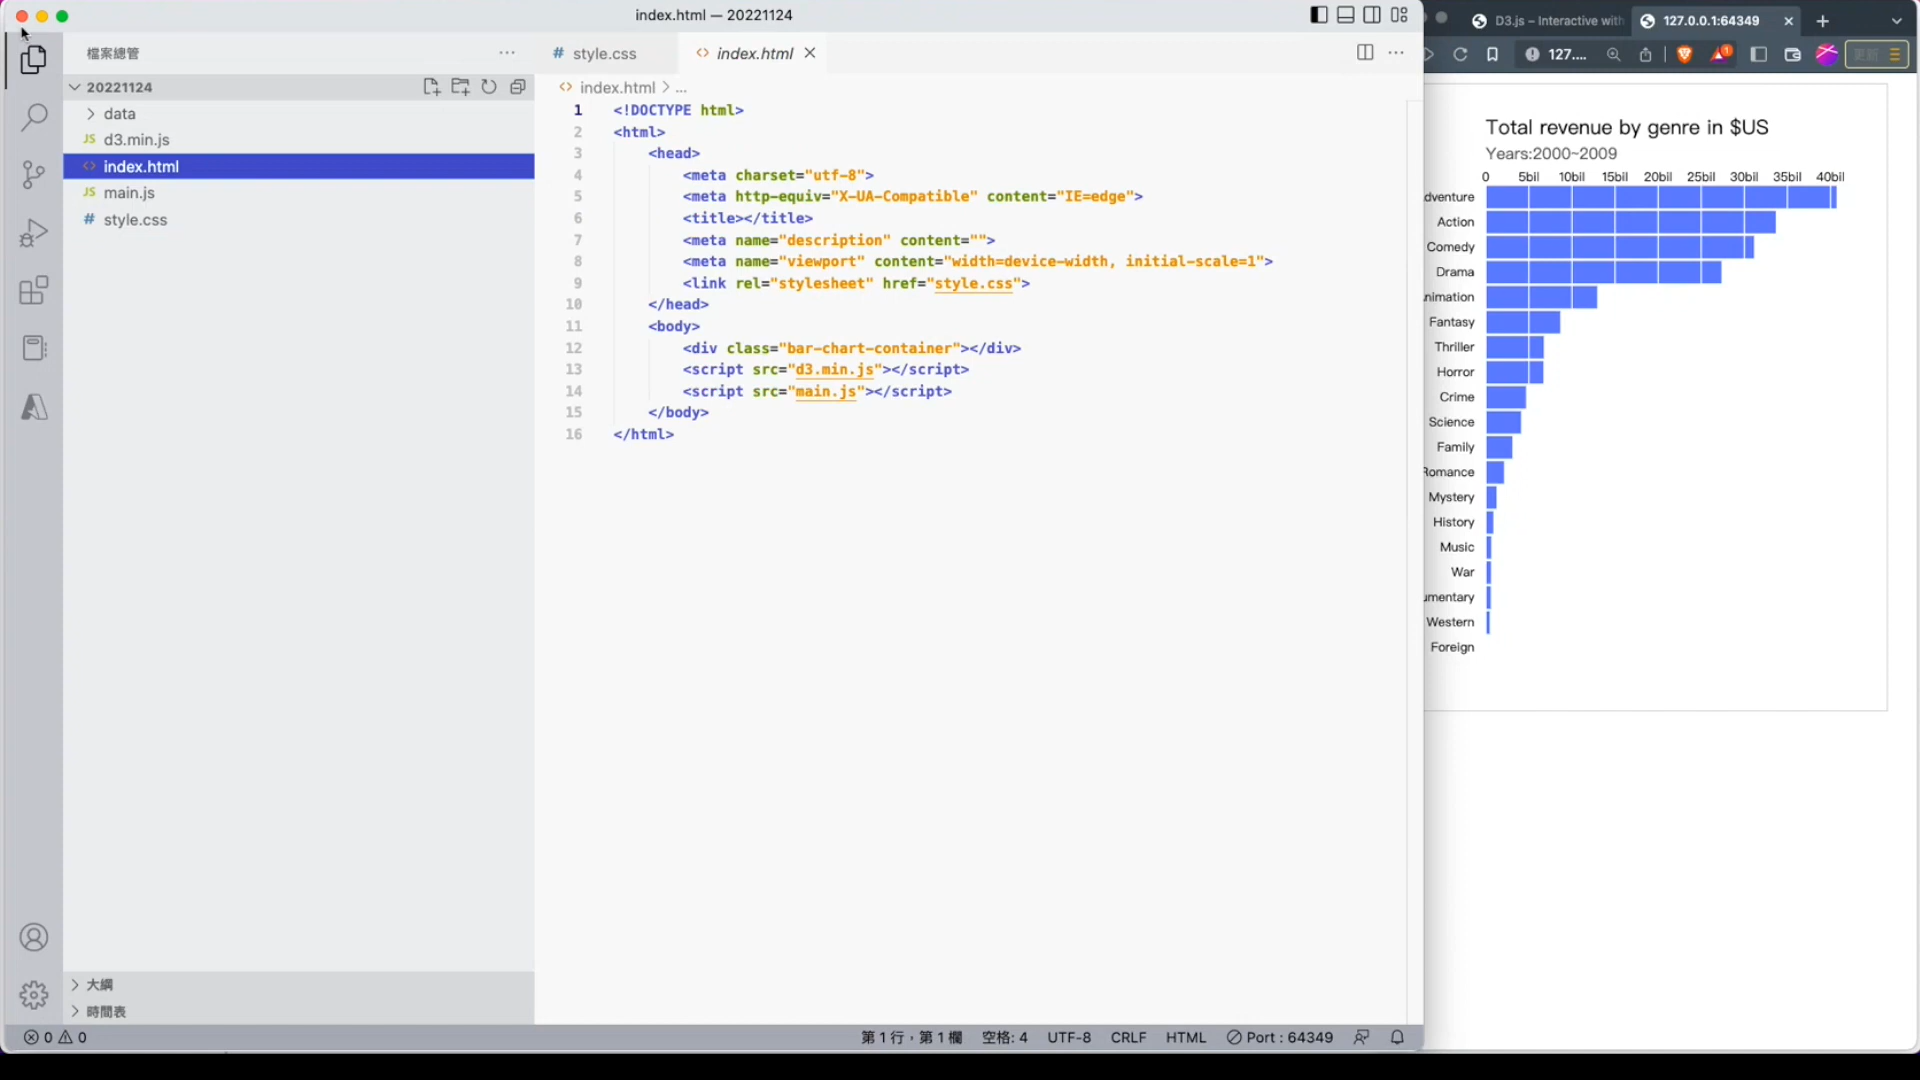 index.html — 20221124
D3.js – Interactive with
127.0.0.1:64349
檔案總管
style.css
index.html
127....
更新
20221124
index.html > ...
data
d3.min.js
index.html
main.js
style.css
1 <!DOCTYPE html>
2 <html>
3 <head>
4 <meta charset="utf-8">
5 <meta http-equiv="X-UA-Compatible" content="IE=edge">
6 <title></title>
7 <meta name="description" content="">
8 <meta name="viewport" content="width=device-width, initial-scale=1">
9 <link rel="stylesheet" href="style.css">
10 </head>
11 <body>
12 <div class="bar-chart-container"></div>
13 <script src="d3.min.js"></script>
14 <script src="main.js"></script>
15 </body>
16 </html>
Total revenue by genre in $US
Years:2000~2009
0 5bil 10bil 15bil 20bil 25bil 30bil 35bil 40bil
dventure
Action
Comedy
Drama
nimation
Fantasy
Thriller
Horror
Crime
Science
Family
Romance
Mystery
History
Music
War
umentary
Western
Foreign
大綱
時間表
0 0
第 1 行，第 1 欄 空格: 4 UTF-8 CRLF HTML Port : 64349